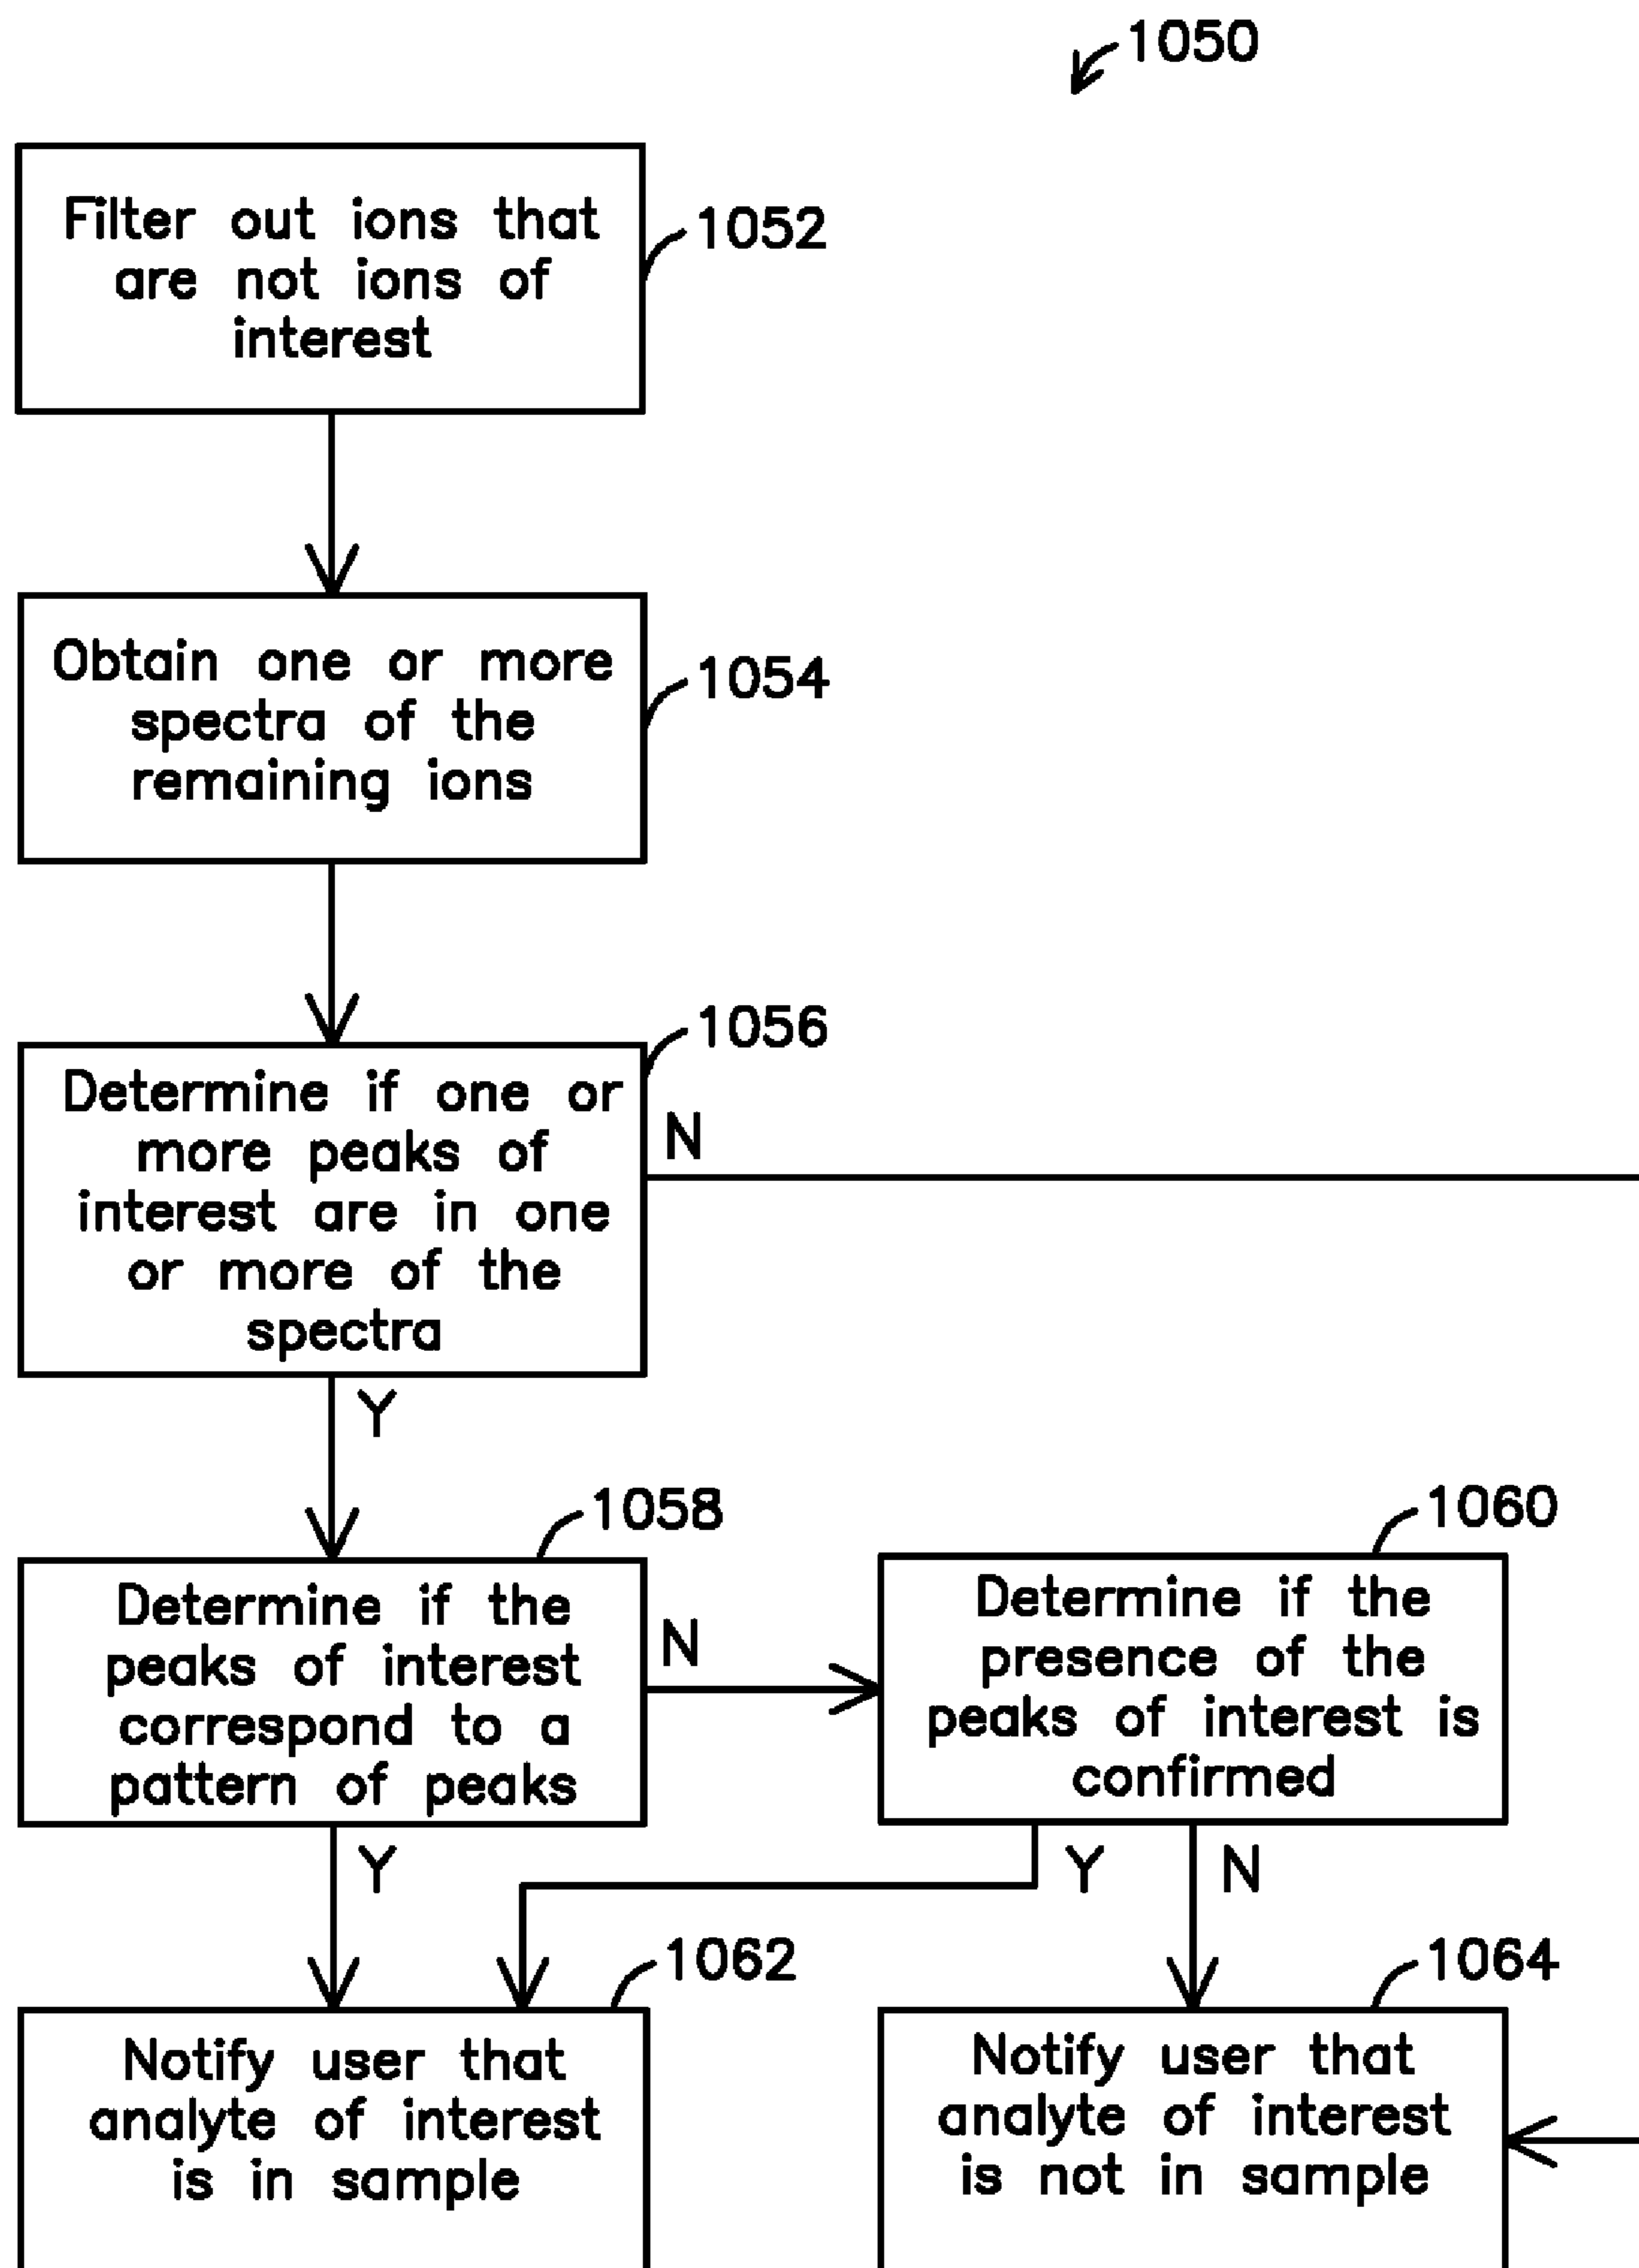 1050
Filter out ions that
are not ions of
interest
1052
Obtain one or more
spectra of the
remaining ions
1054
1056
Determine if one or
more peaks of
interest are in one
or more of the
spectra
N
Y
1058
Determine if the
peaks of interest
correspond to a
pattern of peaks
N
1060
Determine if the
presence of the
peaks of interest is
confirmed
Y
Y
N
1062
Notify user that
analyte of interest
is in sample
1064
Notify user that
analyte of interest
is not in sample